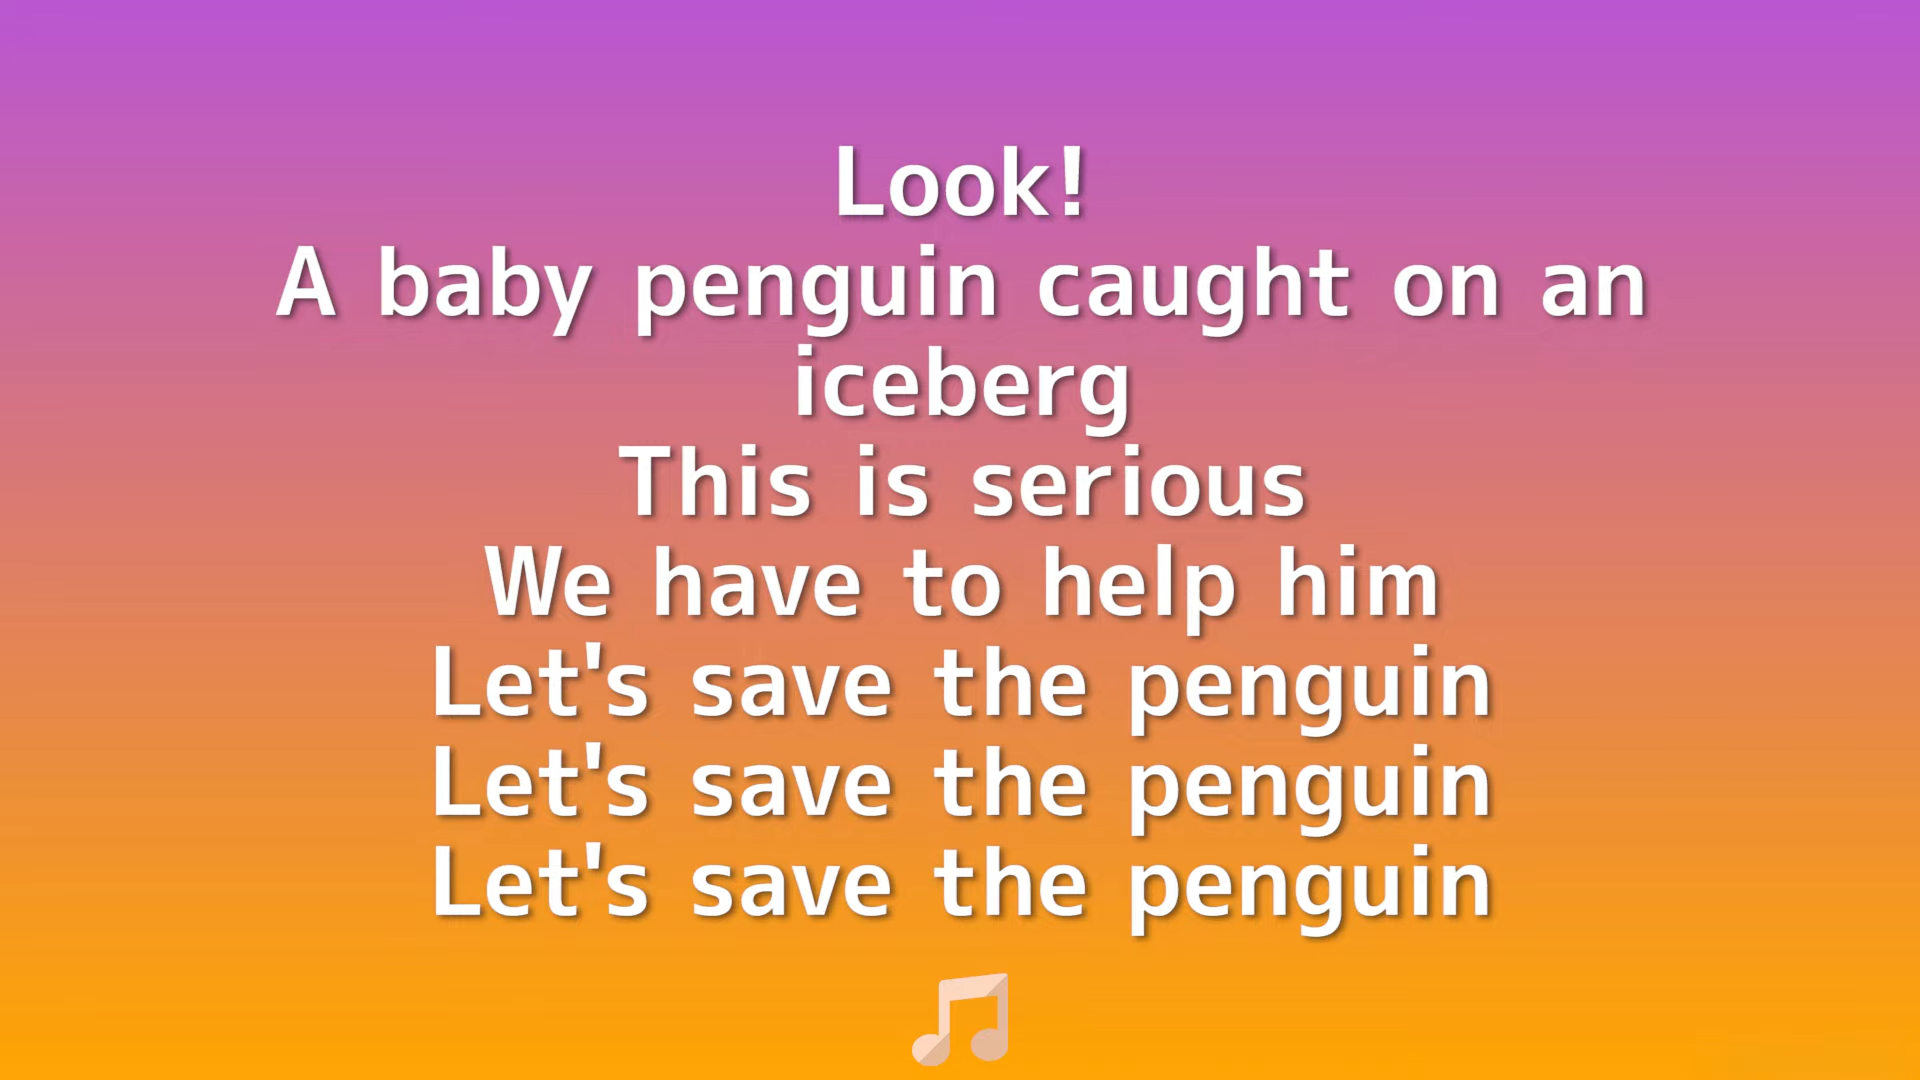 Look!
A baby penguin caught on an
iceberg
This is serious
We have to help him
Let's save the penguin
Let's save the penguin
Let's save the penguin